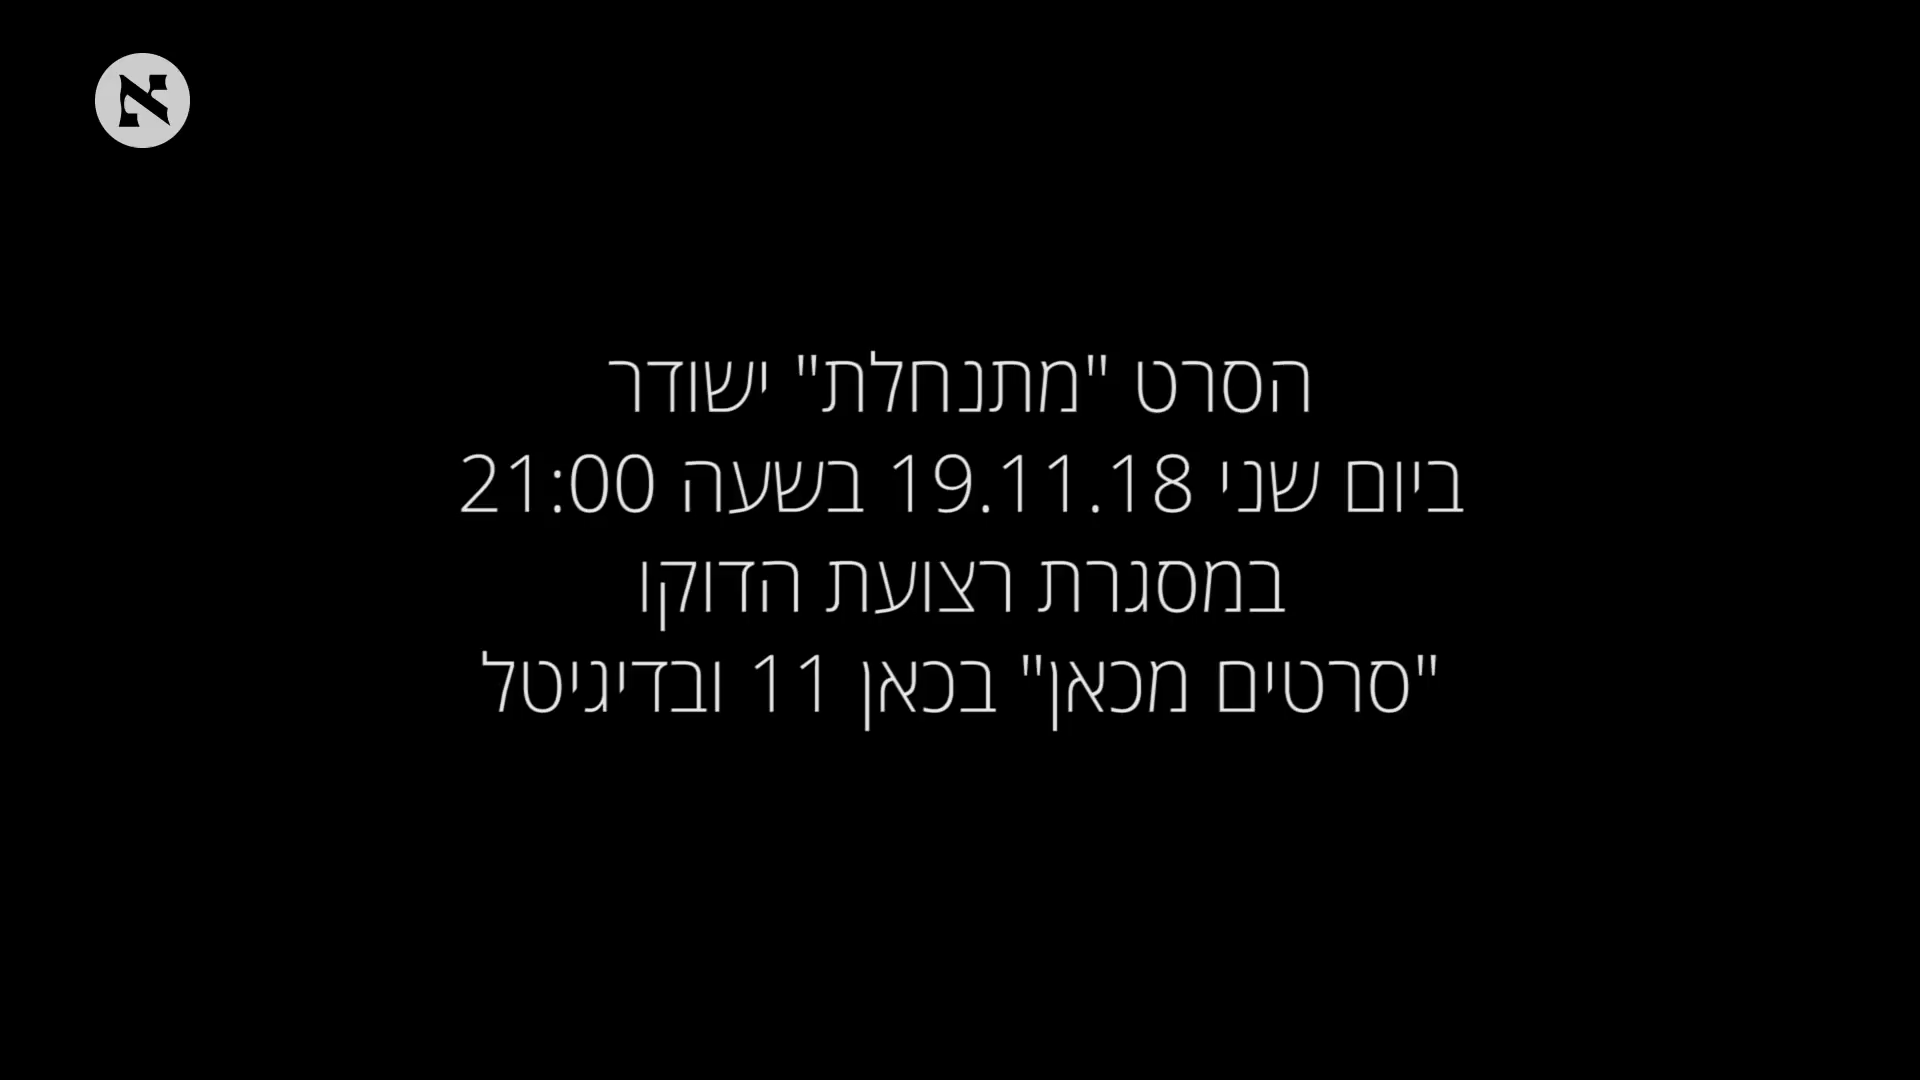 א
הסרט "מתנחלת" ישודר
ביום שני 19.11.18 בשעה 21:00
במסגרת רצועת הדוקו
"סרטים מכאן" בכאן 11 ובדיגיטל